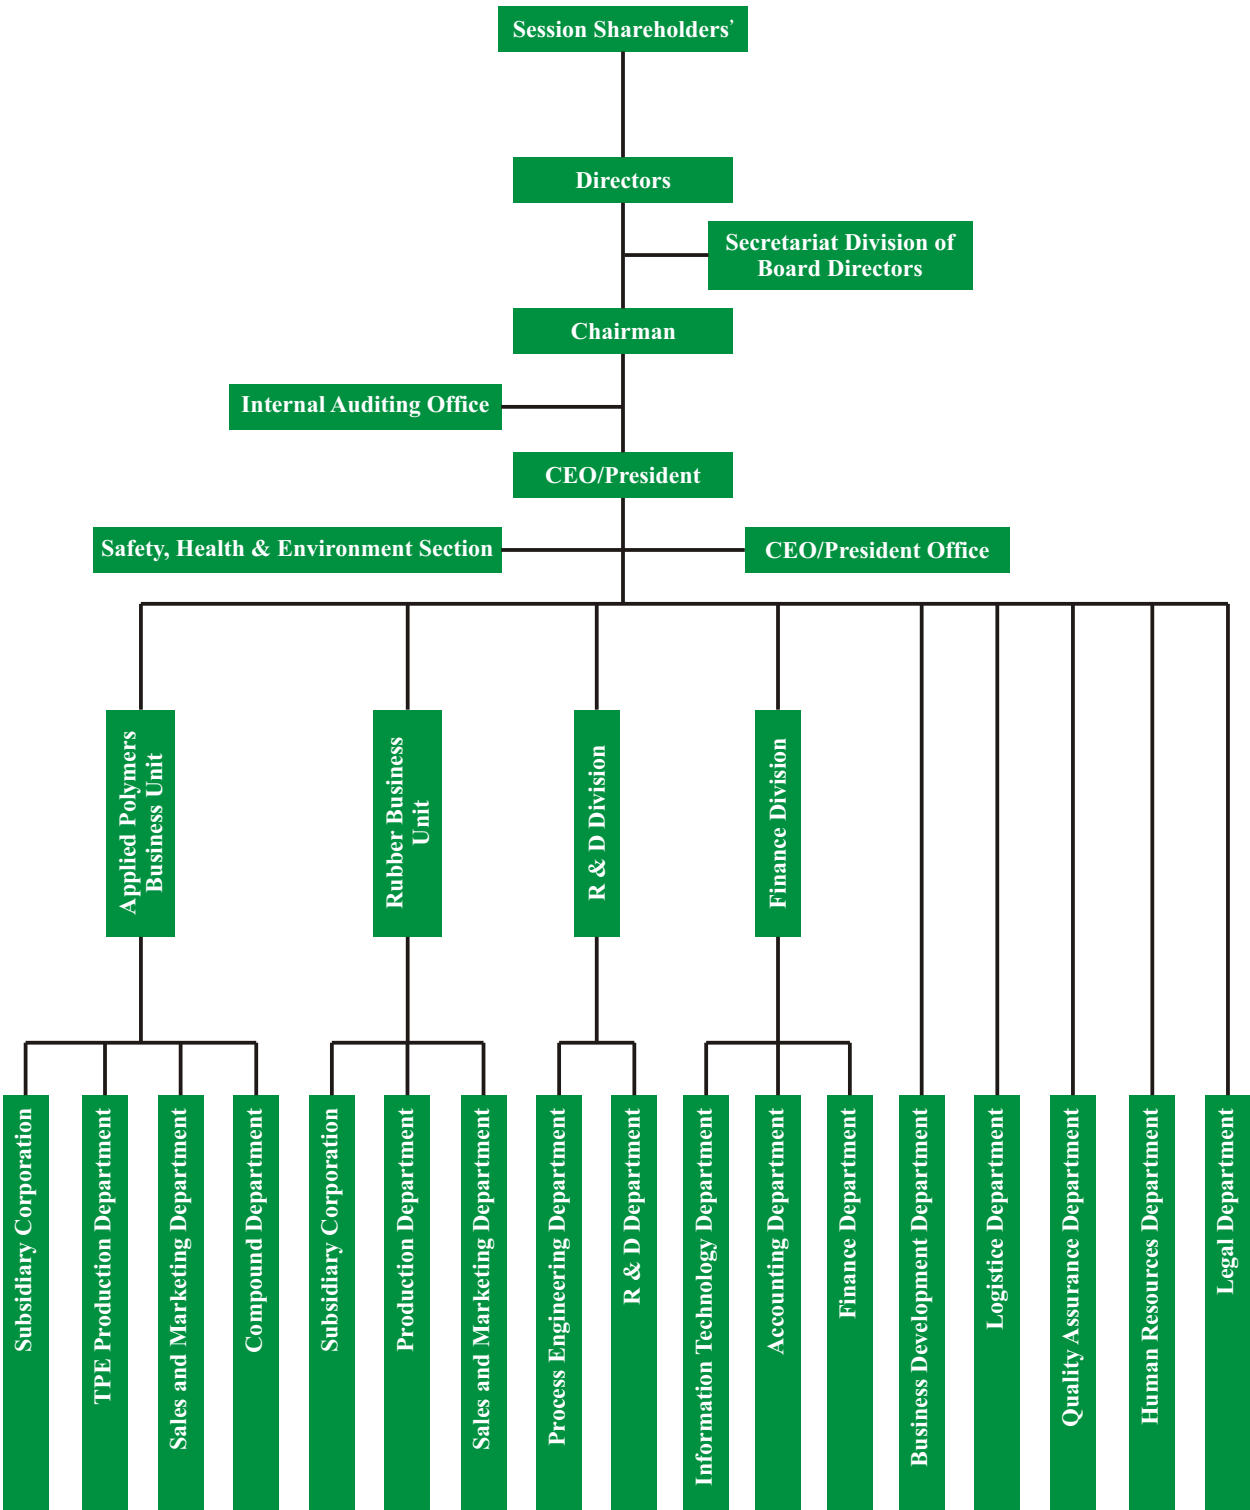 Session Shareholders’
Directors
Secretariat Division of
Board Directors
Chairman
Internal Auditing Office
CEO/President
Safety, Health & Environment Section
CEO/President Office
Applied Polymers
Business Unit
Rubber Business
Unit
R & D Division
Finance Division
Subsidiary Corporation
TPE Production Department
Sales and Marketing Department
Compound Department
Subsidiary Corporation
Production Department
Sales and Marketing Department
Process Engineering Department
R & D Department
Information Technology Department
Accounting Department
Finance Department
Business Development Department
Logistice Department
Quality Assurance Department
Human Resources Department
Legal Department